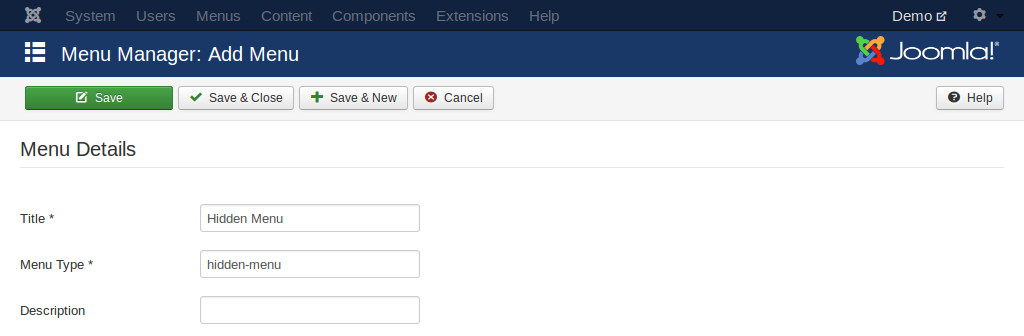 System Users Menus Content Components Extensions Help Demo
Menu Manager: Add Menu Joomla!®
Save Save & Close Save & New Cancel Help
Menu Details
Title * Hidden Menu
Menu Type * hidden-menu
Description